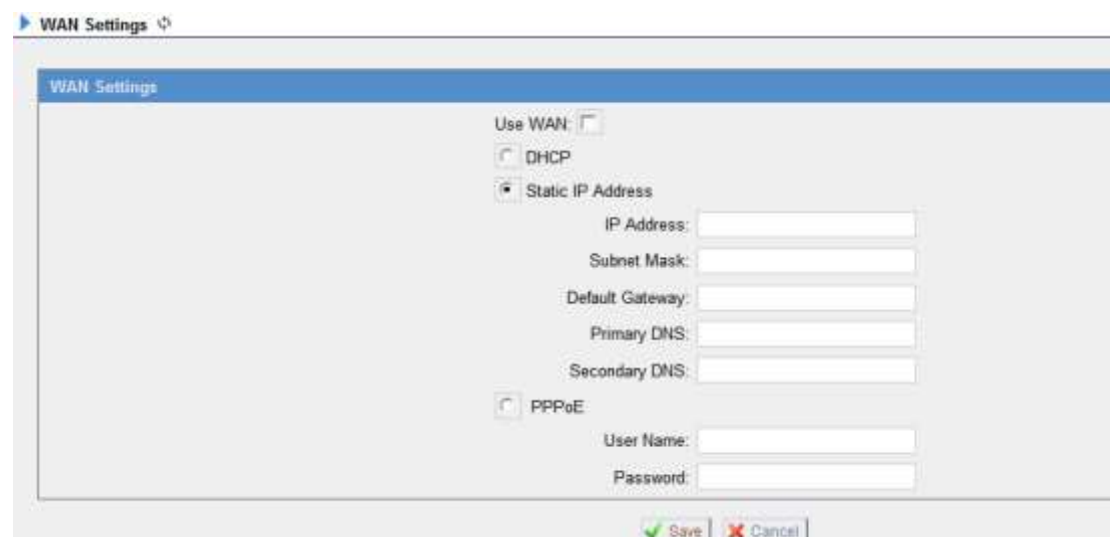 WAN Settings
WAN Settings
Use WAN:
DHCP
Static IP Address
IP Address:
Subnet Mask:
Default Gateway:
Primary DNS:
Secondary DNS:
PPPoE
User Name:
Password:
Save Cancel